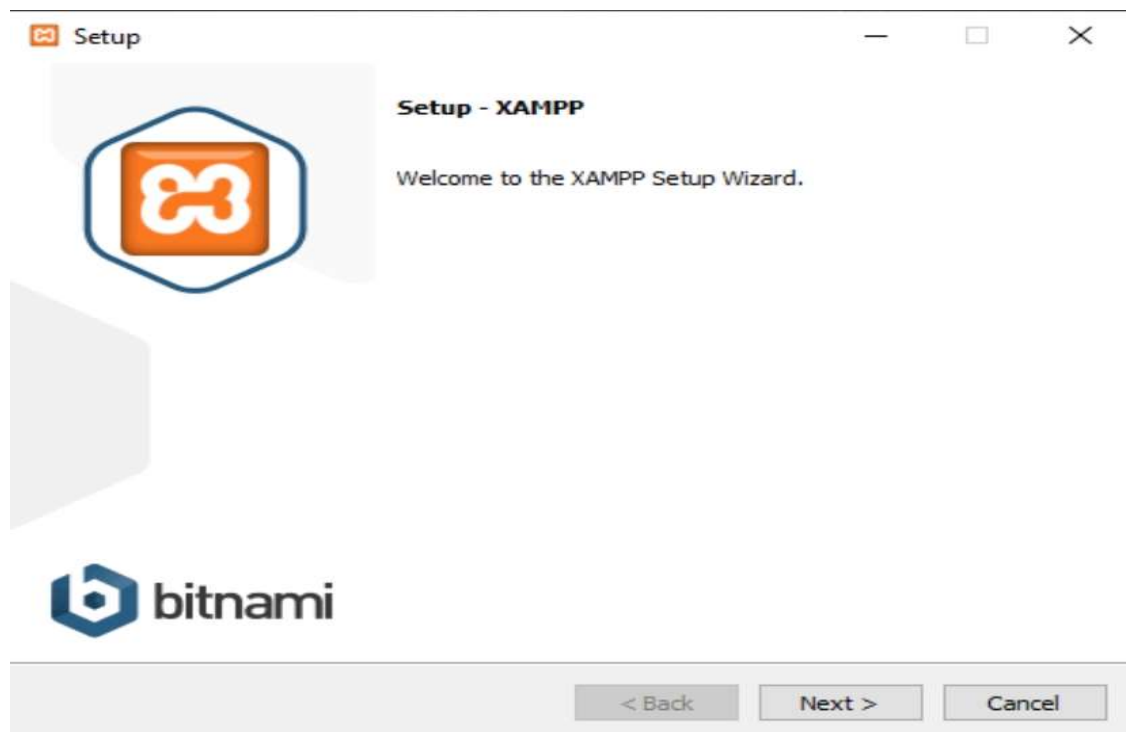 Setup
Setup - XAMPP
Welcome to the XAMPP Setup Wizard.
bitnami
< Back
Next >
Cancel